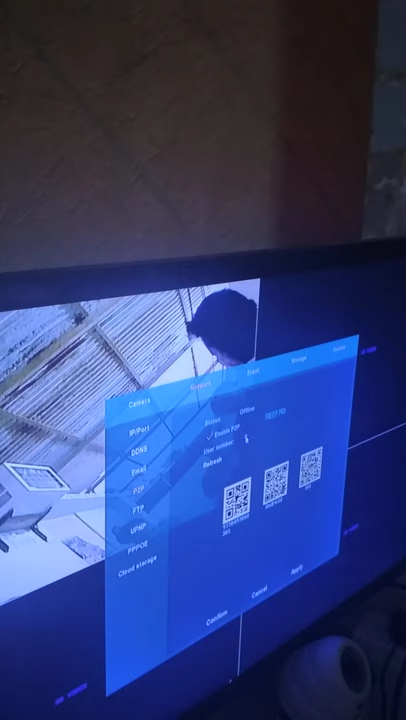 Camera
Network
Event
Storage
System
IP/Port
DDNS
Email
P2P
FTP
UPNP
PPPOE
Cloud storage
Status: Offline
Enable P2P
User number:
Refresh
Android
Confirm
Cancel
Apply